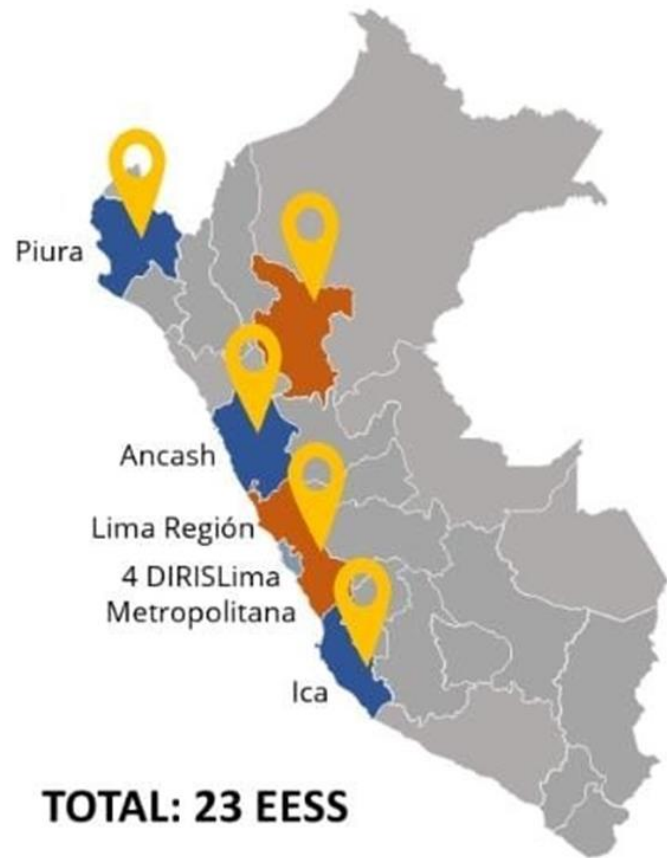 Piura
Ancash
Lima Región
4 DIRISLima
Metropolitana
Ica
TOTAL: 23 EESS